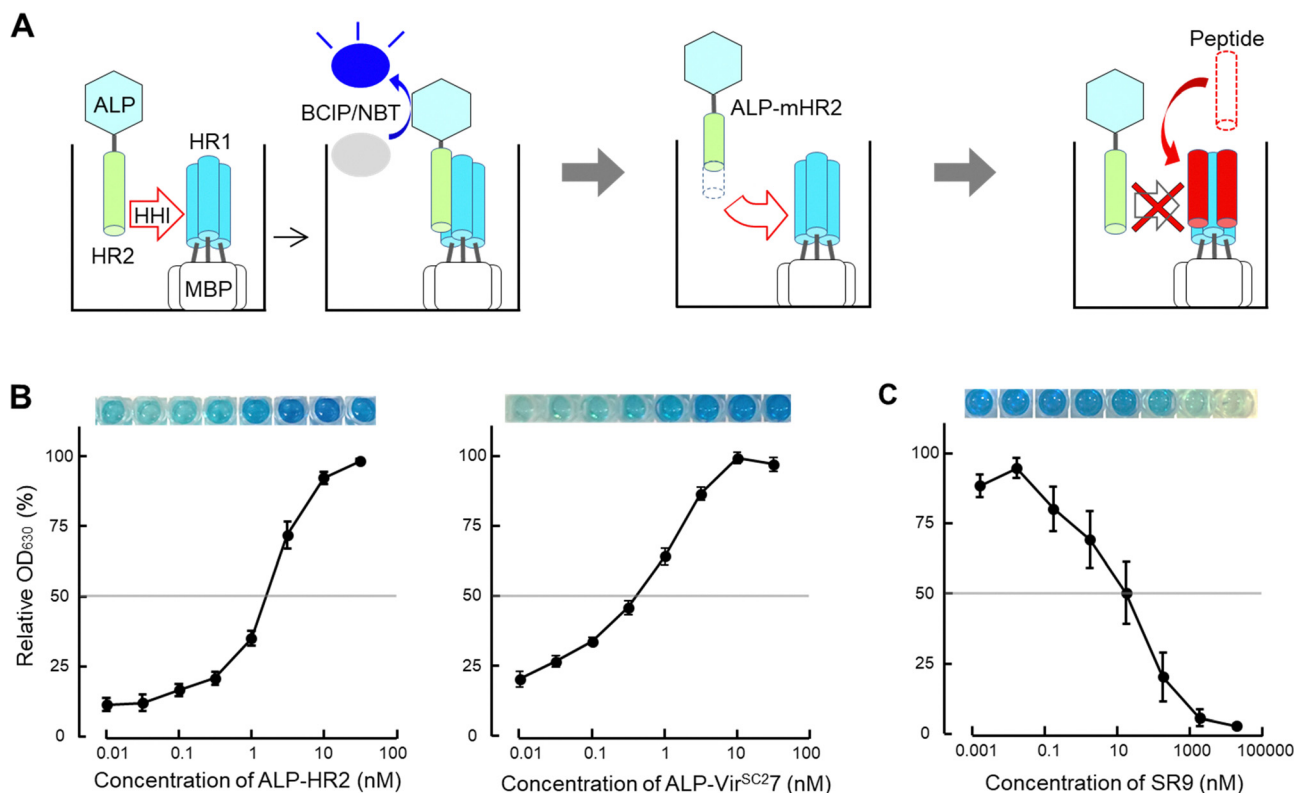 A
ALP
HR2
HHI
HR1
MBP
BCIP/NBT
ALP-mHR2
Peptide
B
Relative OD630 (%)
100
75
50
25
0
0.01 0.1 1 10 100
Concentration of ALP-HR2 (nM)
100
75
50
25
0
0.01 0.1 1 10 100
Concentration of ALP-VirSC27 (nM)
C
100
75
50
25
0
0.001 0.1 10 1000 100000
Concentration of SR9 (nM)